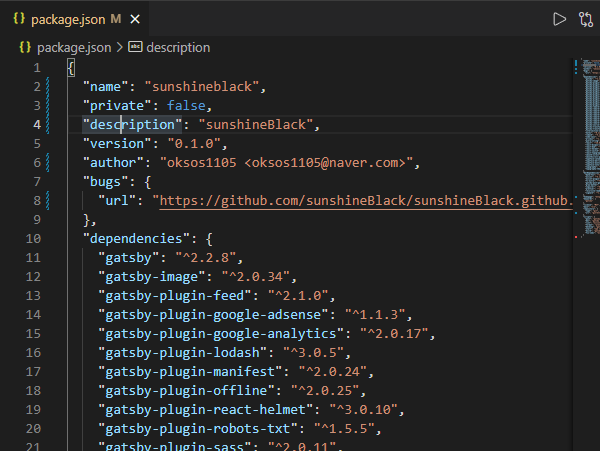 {} package.json M ×
{} package.json > abc description
1 {
2 "name": "sunshineblack",
3 "private": false,
4 "description": "sunshineBlack",
5 "version": "0.1.0",
6 "author": "oksos1105 <oksos1105@naver.com>",
7 "bugs": {
8 "url": "https://github.com/sunshineBlack/sunshineBlack.github.
9 },
10 "dependencies": {
11 "gatsby": "^2.2.8",
12 "gatsby-image": "^2.0.34",
13 "gatsby-plugin-feed": "^2.1.0",
14 "gatsby-plugin-google-adsense": "^1.1.3",
15 "gatsby-plugin-google-analytics": "^2.0.17",
16 "gatsby-plugin-lodash": "^3.0.5",
17 "gatsby-plugin-manifest": "^2.0.24",
18 "gatsby-plugin-offline": "^2.0.25",
19 "gatsby-plugin-react-helmet": "^3.0.10",
20 "gatsby-plugin-robots-txt": "^1.5.5",
21 "gatsby-plugin-sass": "^2.0.11",